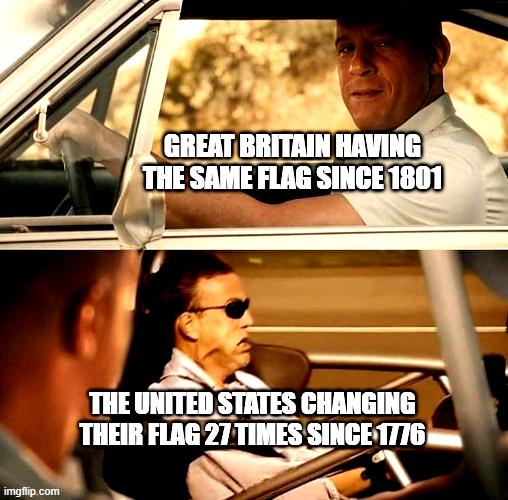 GREAT BRITAIN HAVING
THE SAME FLAG SINCE 1801
THE UNITED STATES CHANGING
THEIR FLAG 27 TIMES SINCE 1776
imgflip.com